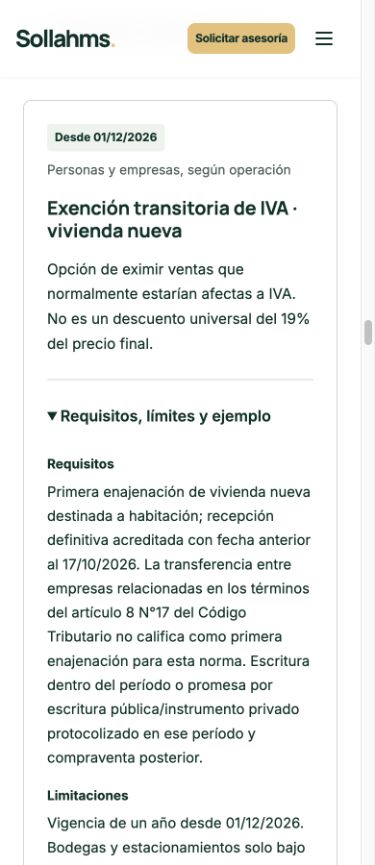 Sollahms.
Solicitar asesoría
Desde 01/12/2026
Personas y empresas, según operación
Exención transitoria de IVA ·
vivienda nueva
Opción de eximir ventas que
normalmente estarían afectas a IVA.
No es un descuento universal del 19%
del precio final.
▼ Requisitos, límites y ejemplo
Requisitos
Primera enajenación de vivienda nueva
destinada a habitación; recepción
definitiva acreditada con fecha anterior
al 17/10/2026. La transferencia entre
empresas relacionadas en los términos
del artículo 8 N°17 del Código
Tributario no califica como primera
enajenación para esta norma. Escritura
dentro del período o promesa por
escritura pública/instrumento privado
protocolizado en ese período y
compraventa posterior.
Limitaciones
Vigencia de un año desde 01/12/2026.
Bodegas y estacionamientos solo bajo